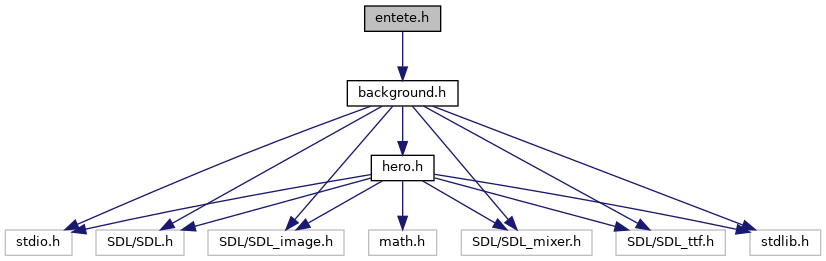 entete.h
background.h
hero.h
stdio.h
SDL/SDL.h
SDL/SDL_image.h
math.h
SDL/SDL_mixer.h
SDL/SDL_ttf.h
stdlib.h